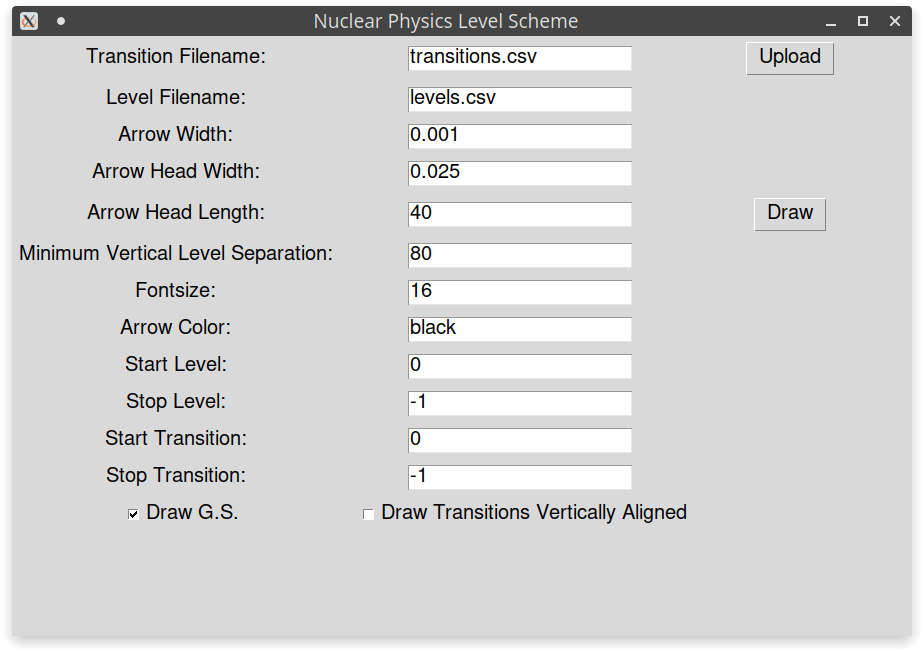 Nuclear Physics Level Scheme
Transition Filename: transitions.csv Upload
Level Filename: levels.csv
Arrow Width: 0.001
Arrow Head Width: 0.025
Arrow Head Length: 40 Draw
Minimum Vertical Level Separation: 80
Fontsize: 16
Arrow Color: black
Start Level: 0
Stop Level: -1
Start Transition: 0
Stop Transition: -1
Draw G.S. Draw Transitions Vertically Aligned